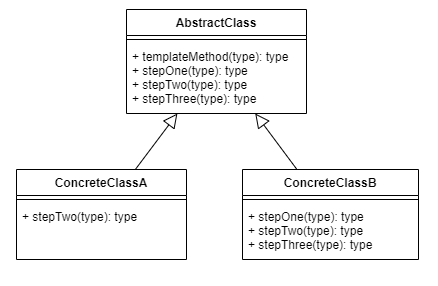 AbstractClass
+ templateMethod(type): type
+ stepOne(type): type
+ stepTwo(type): type
+ stepThree(type): type
ConcreteClassA
+ stepTwo(type): type
ConcreteClassB
+ stepOne(type): type
+ stepTwo(type): type
+ stepThree(type): type